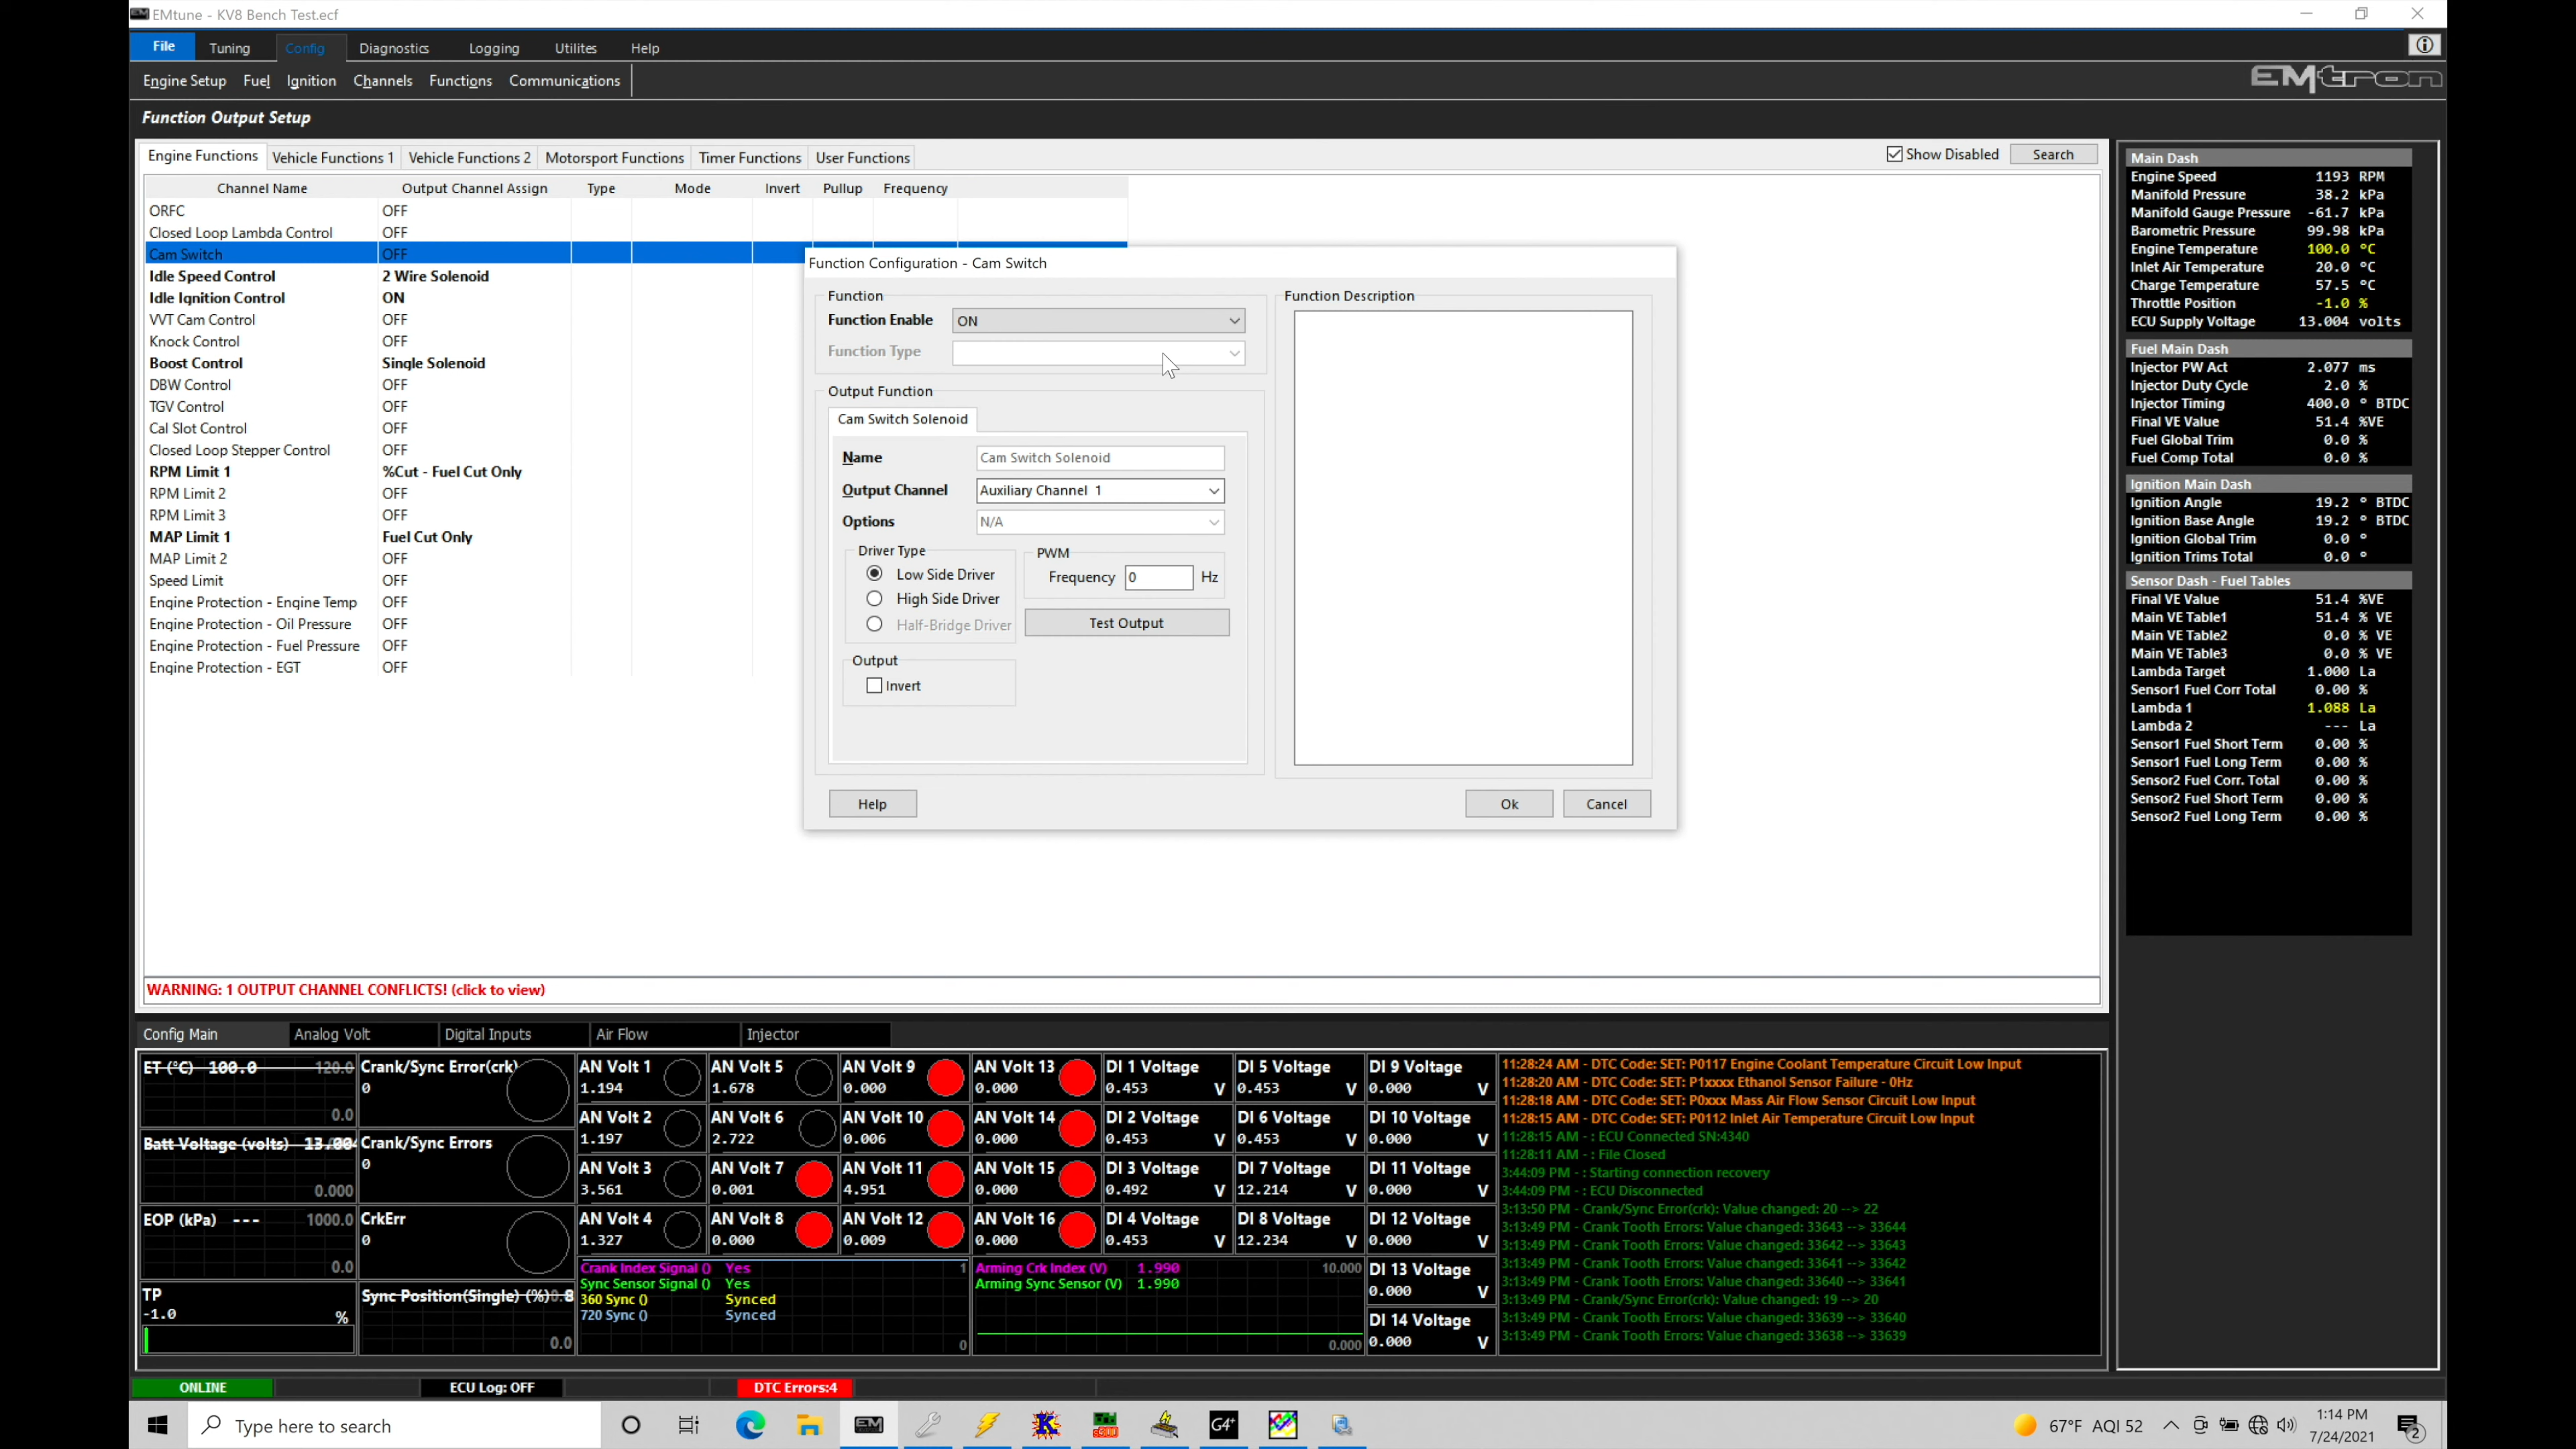 EMtune - KV8 Bench Test.ecf
File Tuning Config Diagnostics Logging Utilites Help
Engine Setup Fuel Ignition Channels Functions Communications
EMtron
Function Output Setup
Engine Functions Vehicle Functions 1 Vehicle Functions 2 Motorsport Functions Timer Functions User Functions
Show Disabled Search
Channel Name Output Channel Assign Type Mode Invert Pullup Frequency
ORFC OFF
Closed Loop Lambda Control OFF
Cam Switch OFF
Idle Speed Control 2 Wire Solenoid
Idle Ignition Control ON
VVT Cam Control OFF
Knock Control OFF
Boost Control Single Solenoid
DBW Control OFF
TGV Control OFF
Cal Slot Control OFF
Closed Loop Stepper Control OFF
RPM Limit 1 %Cut - Fuel Cut Only
RPM Limit 2 OFF
RPM Limit 3 OFF
MAP Limit 1 Fuel Cut Only
MAP Limit 2 OFF
Speed Limit OFF
Engine Protection - Engine Temp OFF
Engine Protection - Oil Pressure OFF
Engine Protection - Fuel Pressure OFF
Engine Protection - EGT OFF
WARNING: 1 OUTPUT CHANNEL CONFLICTS! (click to view)
Function Configuration - Cam Switch
Function
Function Enable ON
Function Type
Output Function
Cam Switch Solenoid
Name Cam Switch Solenoid
Output Channel Auxiliary Channel 1
Options N/A
Driver Type
Low Side Driver
High Side Driver
Half-Bridge Driver
PWM
Frequency 0 Hz
Test Output
Output
Invert
Function Description
Help Ok Cancel
Main Dash
Engine Speed 1193 RPM
Manifold Pressure 38.2 kPa
Manifold Gauge Pressure -61.7 kPa
Barometric Pressure 99.98 kPa
Engine Temperature 100.0 °C
Inlet Air Temperature 20.0 °C
Charge Temperature 57.5 °C
Throttle Position -1.0 %
ECU Supply Voltage 13.004 volts
Fuel Main Dash
Injector PW Act 2.077 ms
Injector Duty Cycle 2.0 %
Injector Timing 400.0 ° BTDC
Final VE Value 51.4 %VE
Fuel Global Trim 0.0 %
Fuel Comp Total 0.0 %
Ignition Main Dash
Ignition Angle 19.2 ° BTDC
Ignition Base Angle 19.2 ° BTDC
Ignition Global Trim 0.0 °
Ignition Trims Total 0.0 °
Sensor Dash - Fuel Tables
Final VE Value 51.4 %VE
Main VE Table1 51.4 % VE
Main VE Table2 0.0 % VE
Main VE Table3 0.0 % VE
Lambda Target 1.000 La
Sensor1 Fuel Corr Total 0.00 %
Lambda 1 1.088 La
Lambda 2 --- La
Sensor1 Fuel Short Term 0.00 %
Sensor1 Fuel Long Term 0.00 %
Sensor2 Fuel Corr. Total 0.00 %
Sensor2 Fuel Short Term 0.00 %
Sensor2 Fuel Long Term 0.00 %
Config Main Analog Volt Digital Inputs Air Flow Injector
ET (°C) 100.0 120.0
0.0
Batt Voltage (volts) 13.004
0.000
EOP (kPa) --- 1000.0
0.0
TP
-1.0 %
Crank/Sync Error(crk)
0
Crank/Sync Errors
0
CrkErr
0
Sync Position(Single) (%) 0.8
0.0
AN Volt 1 AN Volt 5 AN Volt 9 AN Volt 13 DI 1 Voltage DI 5 Voltage DI 9 Voltage
1.194 1.678 0.000 0.000 0.453 V 0.453 V 0.000 V
AN Volt 2 AN Volt 6 AN Volt 10 AN Volt 14 DI 2 Voltage DI 6 Voltage DI 10 Voltage
1.197 2.722 0.006 0.000 0.453 V 0.453 V 0.000 V
AN Volt 3 AN Volt 7 AN Volt 11 AN Volt 15 DI 3 Voltage DI 7 Voltage DI 11 Voltage
3.561 0.001 4.951 0.000 0.492 V 12.214 V 0.000 V
AN Volt 4 AN Volt 8 AN Volt 12 AN Volt 16 DI 4 Voltage DI 8 Voltage DI 12 Voltage
1.327 0.000 0.009 0.000 0.453 V 12.234 V 0.000 V
Crank Index Signal () Yes 1
Sync Sensor Signal () Yes
360 Sync () Synced
720 Sync () Synced
0
Arming Crk Index (V) 1.990 10.000
Arming Sync Sensor (V) 1.990
0.000
DI 13 Voltage
0.000 V
DI 14 Voltage
0.000 V
11:28:24 AM - DTC Code: SET: P0117 Engine Coolant Temperature Circuit Low Input
11:28:20 AM - DTC Code: SET: P1xxxx Ethanol Sensor Failure - 0Hz
11:28:18 AM - DTC Code: SET: P0xxx Mass Air Flow Sensor Circuit Low Input
11:28:15 AM - DTC Code: SET: P0112 Inlet Air Temperature Circuit Low Input
11:28:15 AM - : ECU Connected SN:4340
11:28:11 AM - : File Closed
3:44:09 PM - : Starting connection recovery
3:44:09 PM - : ECU Disconnected
3:13:50 PM - Crank/Sync Error(crk): Value changed: 20 --> 22
3:13:49 PM - Crank Tooth Errors: Value changed: 33643 --> 33644
3:13:49 PM - Crank Tooth Errors: Value changed: 33642 --> 33643
3:13:49 PM - Crank Tooth Errors: Value changed: 33641 --> 33642
3:13:49 PM - Crank Tooth Errors: Value changed: 33640 --> 33641
3:13:49 PM - Crank/Sync Error(crk): Value changed: 19 --> 20
3:13:49 PM - Crank Tooth Errors: Value changed: 33639 --> 33640
3:13:49 PM - Crank Tooth Errors: Value changed: 33638 --> 33639
ONLINE ECU Log: OFF DTC Errors:4
Type here to search
EM G4+
67°F AQI 52
1:14 PM
7/24/2021
2